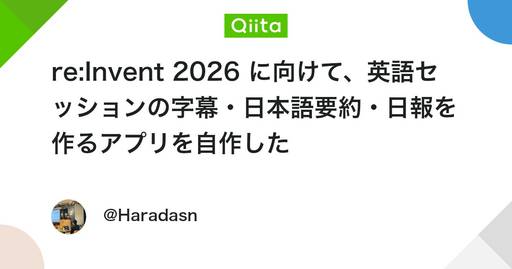 Qiita
re:Invent 2026 に向けて、英語セ
ッションの字幕・日本語要約・日報を
作るアプリを自作した
@Haradasn